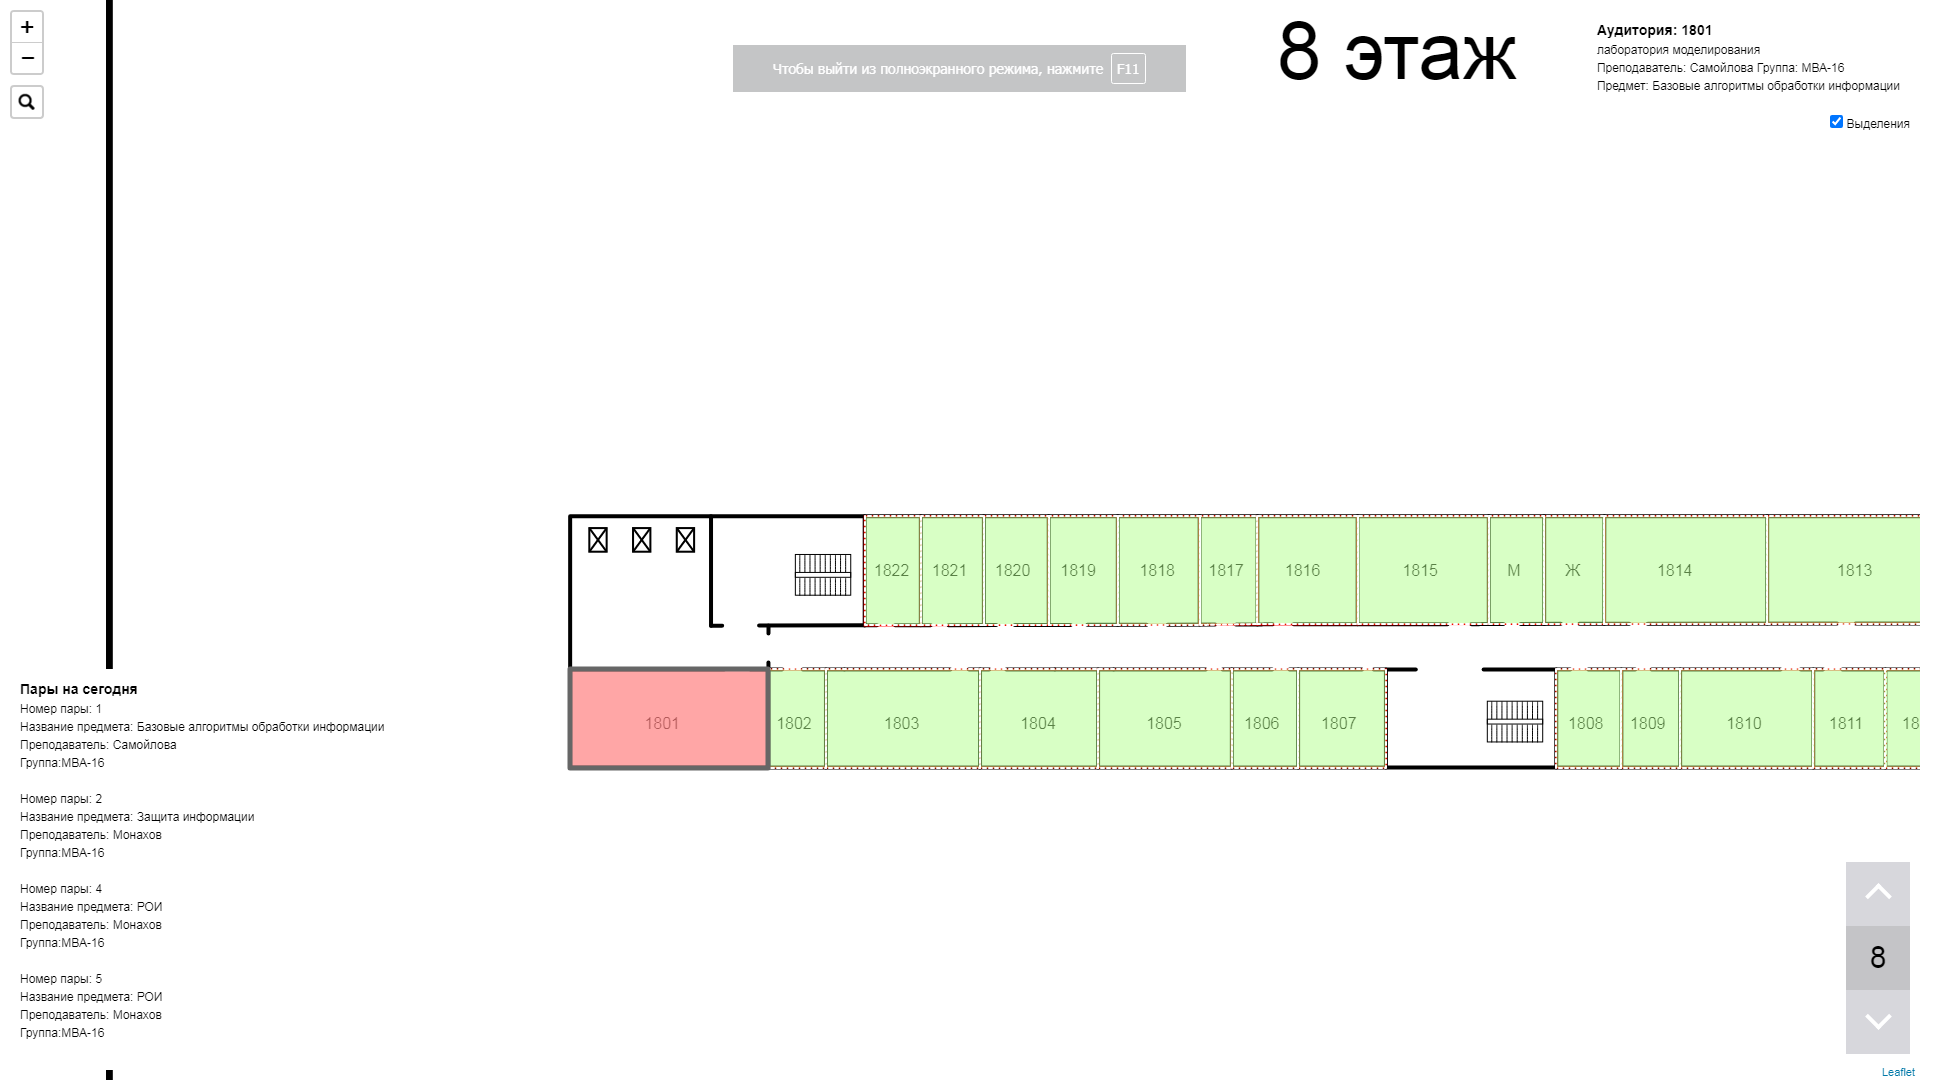 +
−
Чтобы выйти из полноэкранного режима, нажмите F11
8 этаж
Аудитория: 1801
лаборатория моделирования
Преподаватель: Самойлова Группа: МВА-16
Предмет: Базовые алгоритмы обработки информации
Выделения
1822 1821 1820 1819 1818 1817 1816 1815 М Ж 1814 1813
1801 1802 1803 1804 1805 1806 1807 1808 1809 1810 1811 18
Пары на сегодня
Номер пары: 1
Название предмета: Базовые алгоритмы обработки информации
Преподаватель: Самойлова
Группа:МВА-16
Номер пары: 2
Название предмета: Защита информации
Преподаватель: Монахов
Группа:МВА-16
Номер пары: 4
Название предмета: РОИ
Преподаватель: Монахов
Группа:МВА-16
Номер пары: 5
Название предмета: РОИ
Преподаватель: Монахов
Группа:МВА-16
8
Leaflet